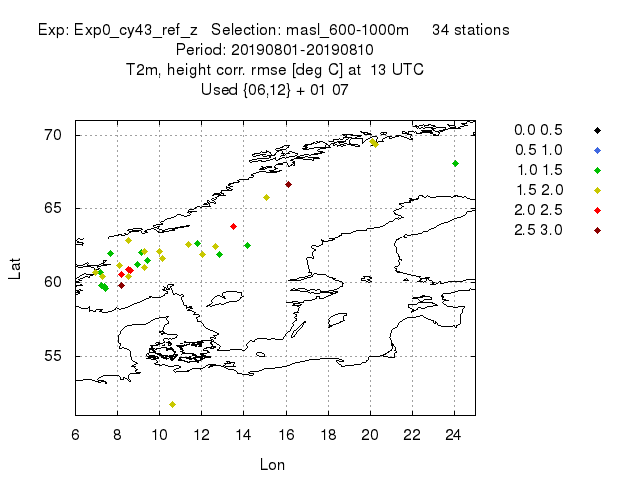 Exp: Exp0_cy43_ref_z Selection: masl_600-1000m 34 stations
Period: 20190801-20190810
T2m, height corr. rmse [deg C] at 13 UTC
Used {06,12} + 01 07
70
65
60
55
Lat
6 8 10 12 14 16 18 20 22 24
Lon
0.0 0.5
0.5 1.0
1.0 1.5
1.5 2.0
2.0 2.5
2.5 3.0